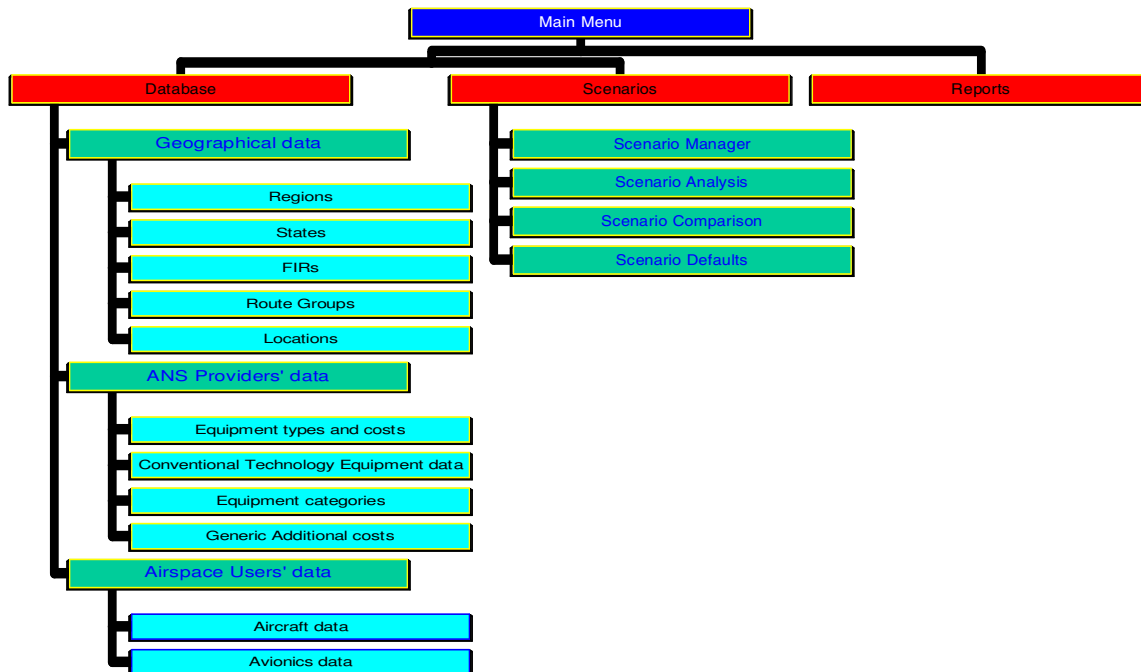 Main Menu
Database
Scenarios
Reports
Geographical data
Regions
States
FIRs
Route Groups
Locations
ANS Providers' data
Equipment types and costs
Conventional Technology Equipment data
Equipment categories
Generic Additional costs
Airspace Users' data
Aircraft data
Avionics data
Scenario Manager
Scenario Analysis
Scenario Comparison
Scenario Defaults